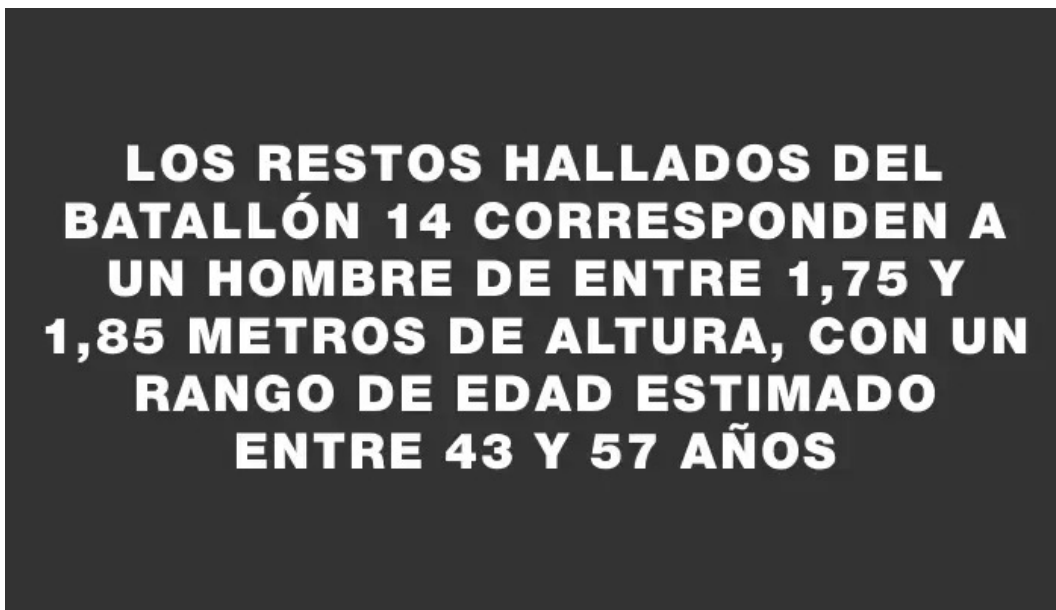 LOS RESTOS HALLADOS DEL
BATALLÓN 14 CORRESPONDEN A
UN HOMBRE DE ENTRE 1,75 Y
1,85 METROS DE ALTURA, CON UN
RANGO DE EDAD ESTIMADO
ENTRE 43 Y 57 AÑOS